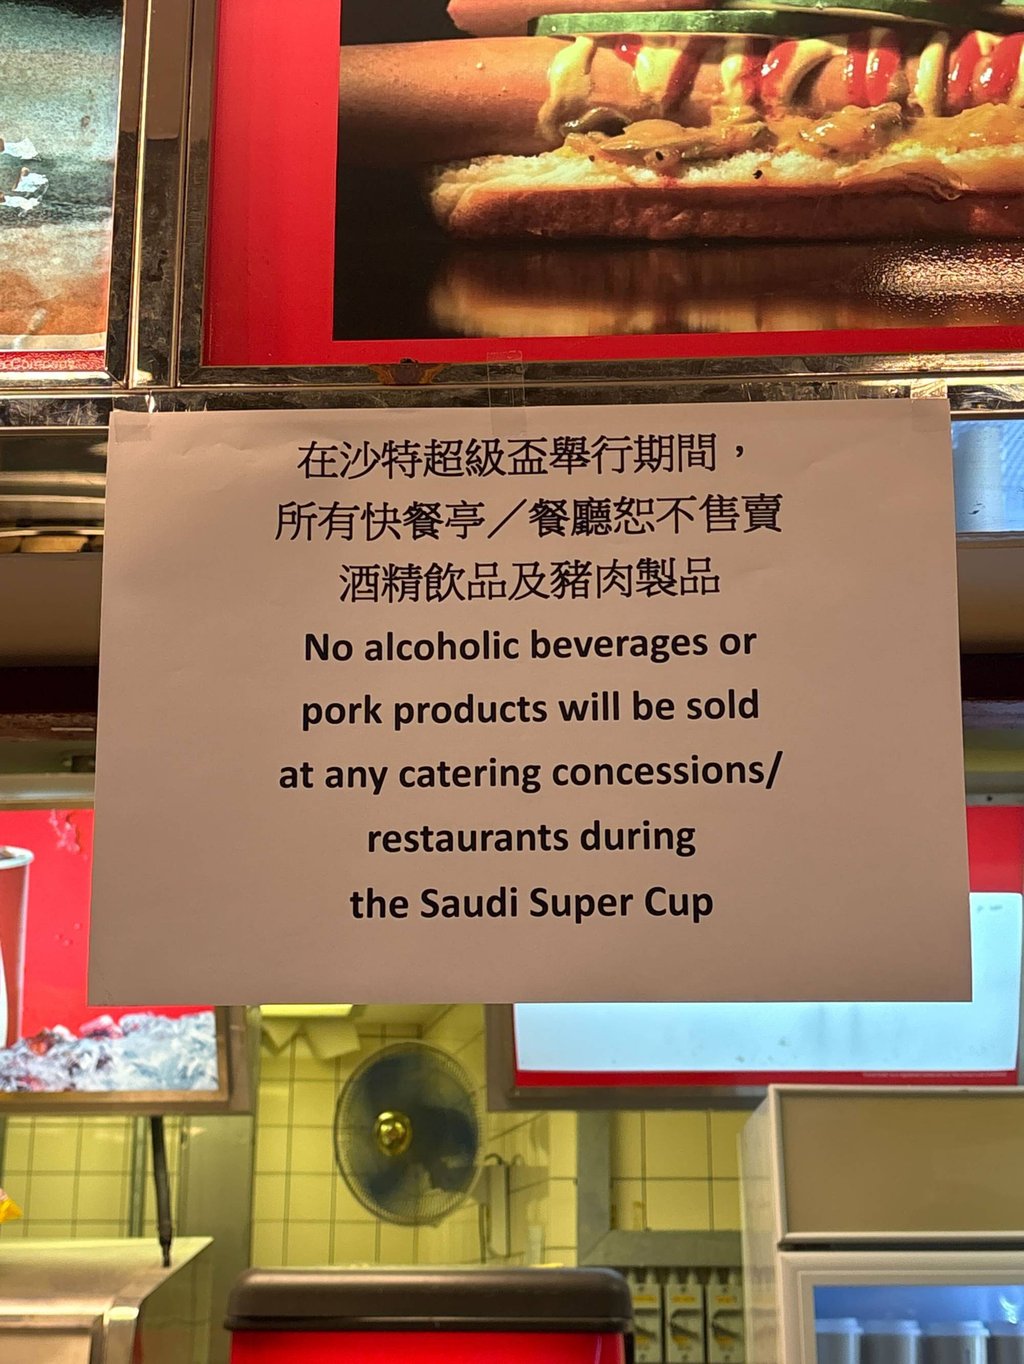 在沙特超級盃舉行期間，
所有快餐亭／餐廳恕不售賣
酒精飲品及豬肉製品
No alcoholic beverages or
pork products will be sold
at any catering concessions/
restaurants during
the Saudi Super Cup